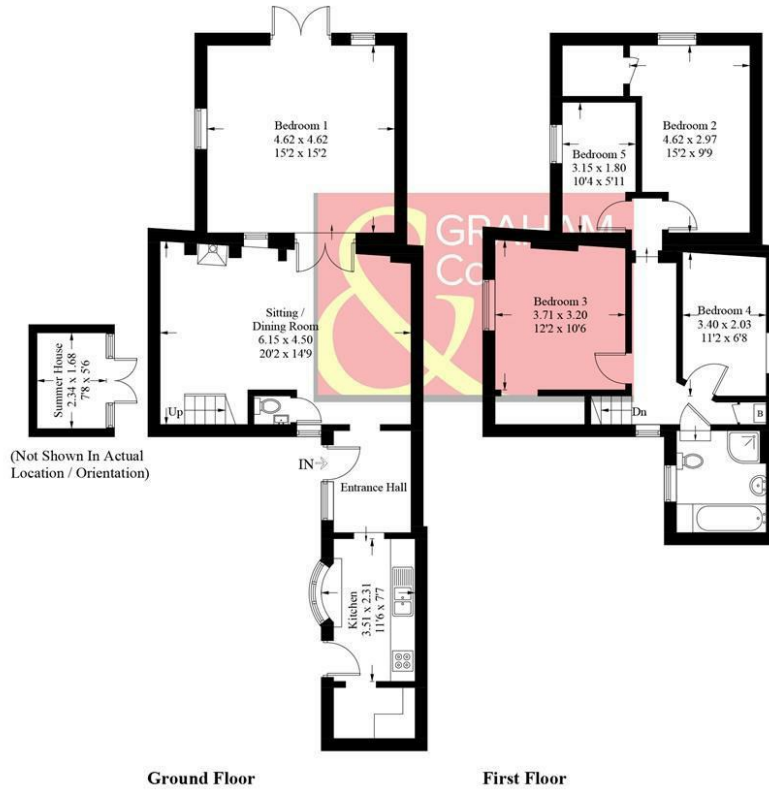 Bedroom 1
4.62 x 4.62
15'2 x 15'2
Bedroom 2
4.62 x 2.97
15'2 x 9'9
Bedroom 5
3.15 x 1.80
10'4 x 5'11
GRAHAM
Co
&
Sitting /
Dining Room
6.15 x 4.50
20'2 x 14'9
Bedroom 3
3.71 x 3.20
12'2 x 10'6
Bedroom 4
3.40 x 2.03
11'2 x 6'8
Summer House
2.34 x 1.68
7'8 x 5'6
(Not Shown In Actual
Location / Orientation)
Up
Dn
B
IN
Entrance Hall
Kitchen
3.51 x 2.31
11'6 x 7'7
Ground Floor
First Floor